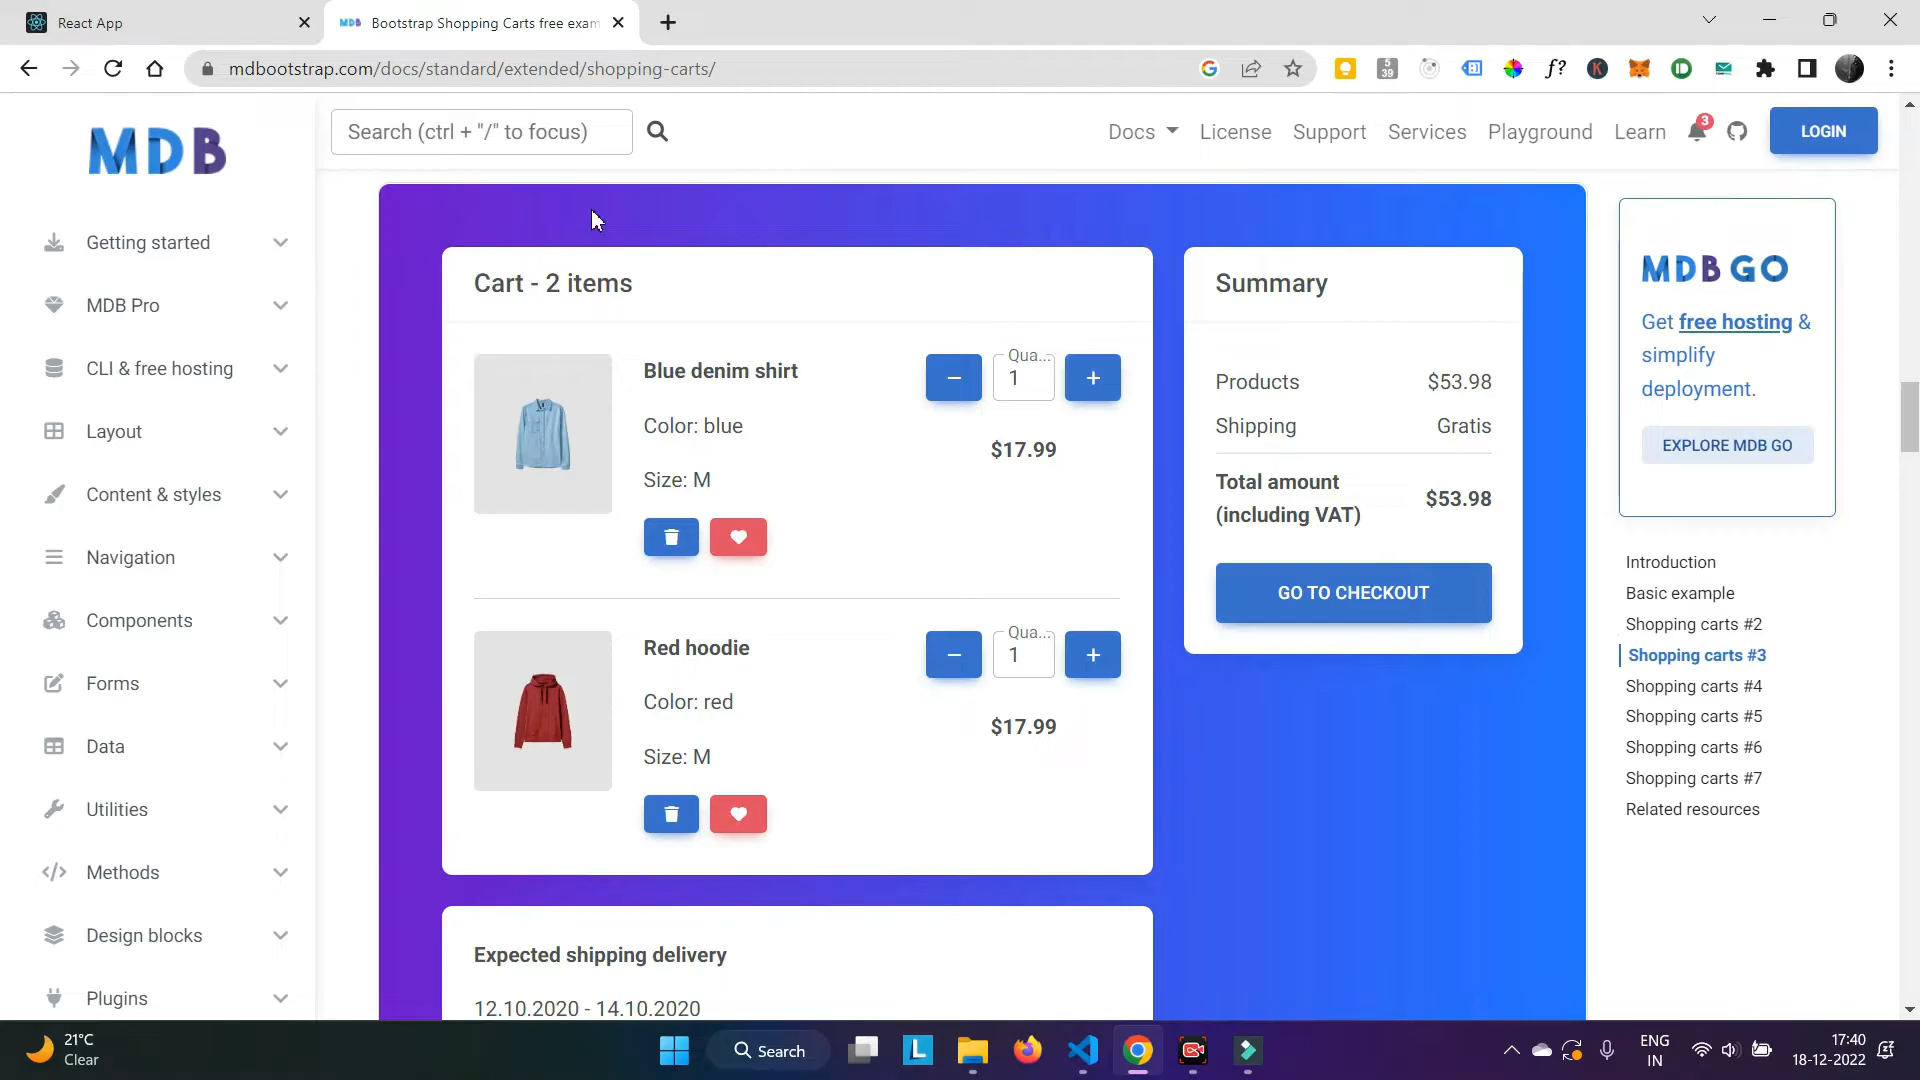 React App
MDB Bootstrap Shopping Carts free exam
mdbootstrap.com/docs/standard/extended/shopping-carts/
5
39
f?
K
MDB
Search (ctrl + "/" to focus)
Docs License Support Services Playground Learn 3 LOGIN
Getting started
MDB Pro
CLI & free hosting
Layout
Content & styles
Navigation
Components
Forms
Data
Utilities
Methods
Design blocks
Plugins
Cart - 2 items
Blue denim shirt
Color: blue
Size: M
Qua...
1
$17.99
Red hoodie
Color: red
Size: M
Qua...
1
$17.99
Expected shipping delivery
12.10.2020 - 14.10.2020
Summary
Products $53.98
Shipping Gratis
Total amount
(including VAT) $53.98
GO TO CHECKOUT
MDB GO
Get free hosting &
simplify
deployment.
EXPLORE MDB GO
Introduction
Basic example
Shopping carts #2
Shopping carts #3
Shopping carts #4
Shopping carts #5
Shopping carts #6
Shopping carts #7
Related resources
21°C
Clear
Search
L
ENG
IN
17:40
18-12-2022